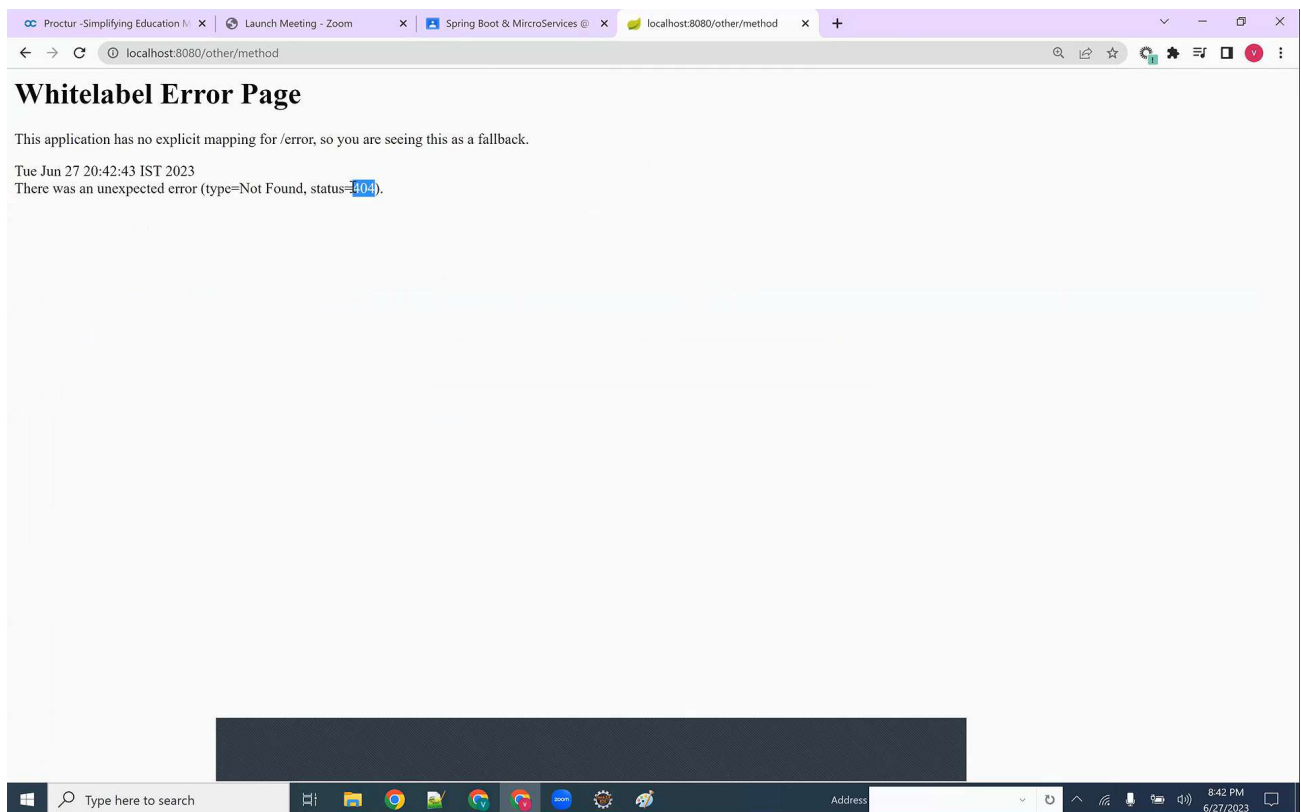 Proctur -Simplifying Education M
Launch Meeting - Zoom
Spring Boot & MircroServices @
localhost:8080/other/method
localhost:8080/other/method
Whitelabel Error Page
This application has no explicit mapping for /error, so you are seeing this as a fallback.
Tue Jun 27 20:42:43 IST 2023
There was an unexpected error (type=Not Found, status=404).
Type here to search
zoom
Address
8:42 PM
6/27/2023